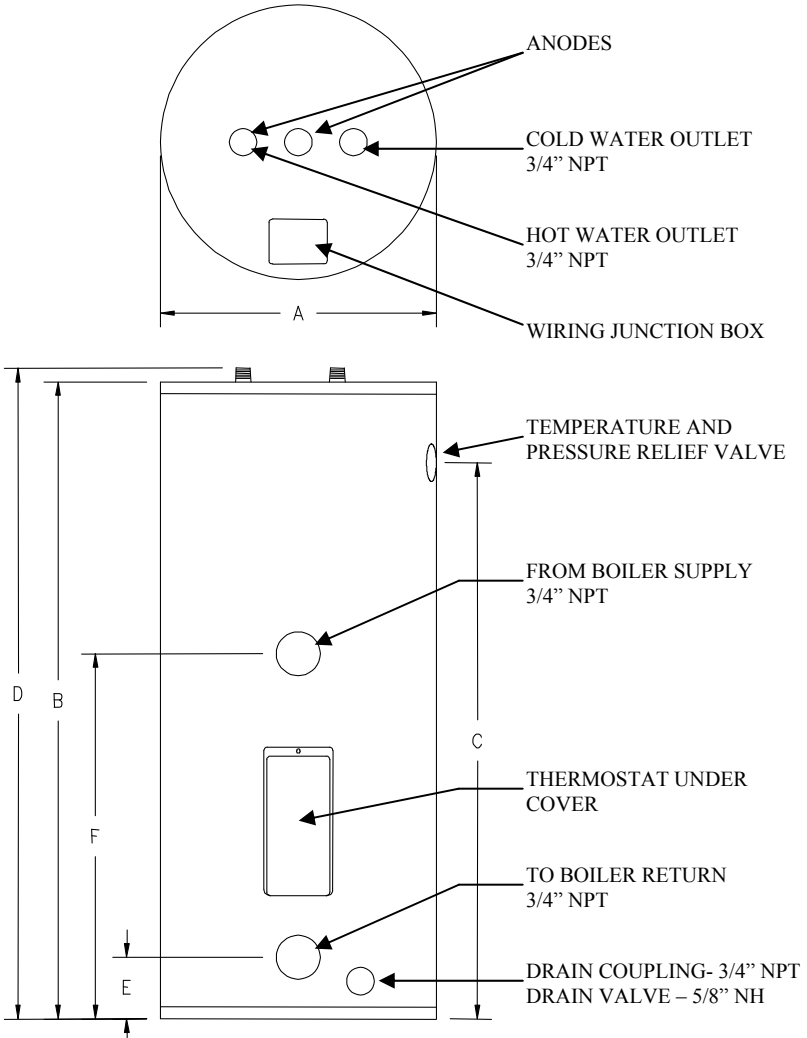 ANODES
COLD WATER OUTLET
3/4” NPT
HOT WATER OUTLET
3/4” NPT
WIRING JUNCTION BOX
A
TEMPERATURE AND
PRESSURE RELIEF VALVE
FROM BOILER SUPPLY
3/4” NPT
D
B
C
THERMOSTAT UNDER
COVER
F
TO BOILER RETURN
3/4” NPT
E
DRAIN COUPLING- 3/4” NPT
DRAIN VALVE – 5/8” NH